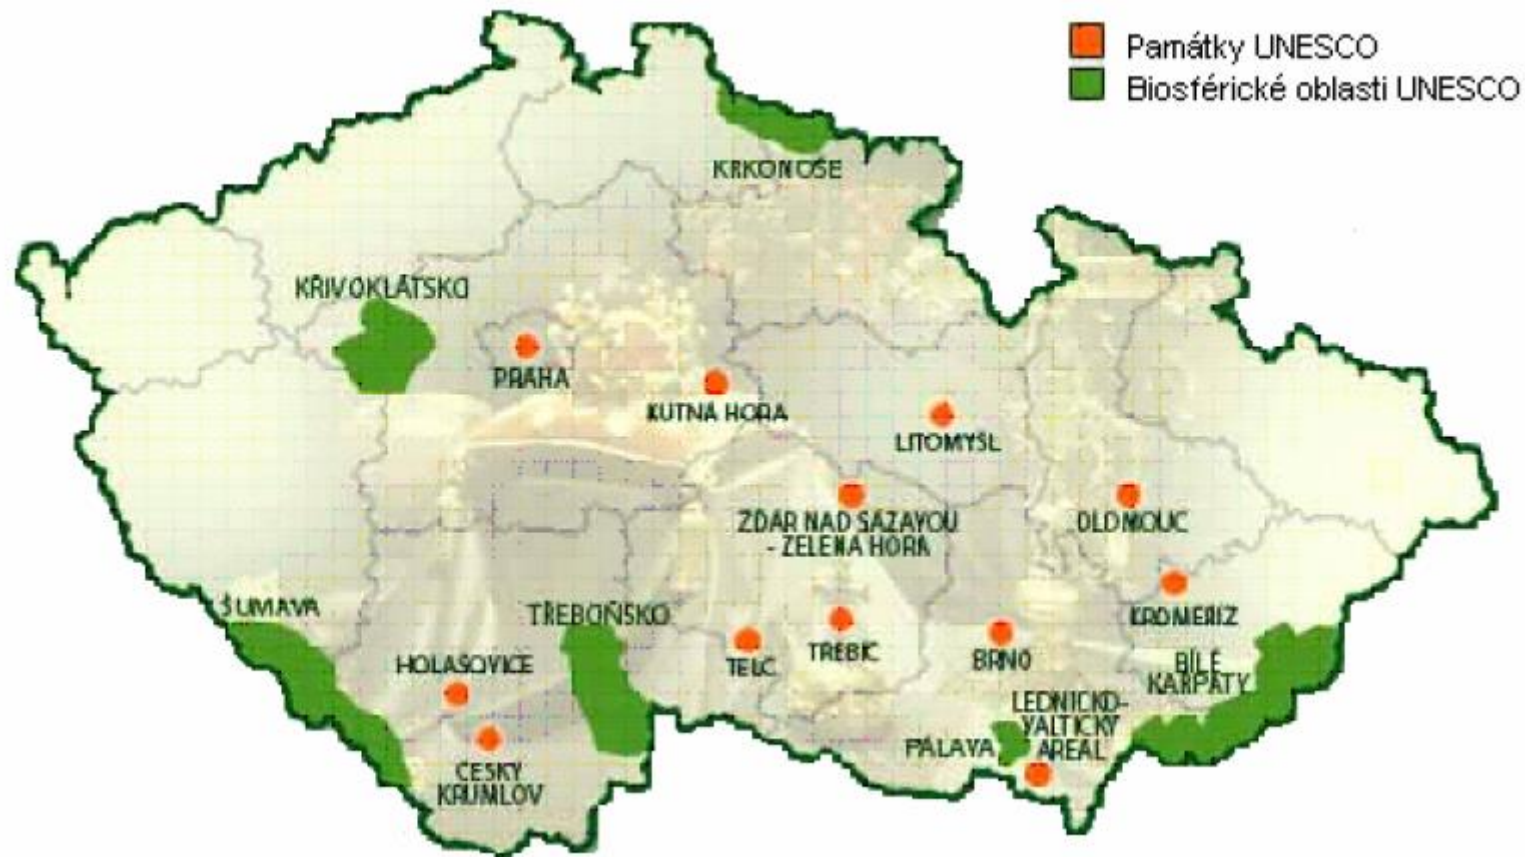 Památky UNESCO
Biosférické oblasti UNESCO
KRKONOŠE
KŘIVOKLÁTSKO
PRAHA
KUTNÁ HORA
LITOMYŠL
ŽĎÁR NAD SÁZAVOU
- ZELENÁ HORA
OLOMOUC
KROMĚŘÍŽ
ŠUMAVA
TŘEBOŇSKO
HOLAŠOVICE
TELČ
TŘEBÍČ
BRNO
BÍLÉ
KARPATY
LEDNICKO-
VALTICKÝ
AREÁL
PÁLAVA
ČESKÝ
KRUMLOV